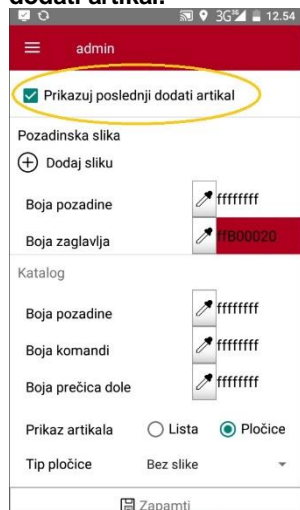 dodati artikal.
3G 12.54
admin
Prikazuj poslednji dodati artikal
Pozadinska slika
Dodaj sliku
Boja pozadine ffffffff
Boja zaglavlja ffB00020
Katalog
Boja pozadine ffffffff
Boja komandi ffffffff
Boja prečica dole ffffffff
Prikaz artikala Lista Pločice
Tip pločice Bez slike
Zapamti